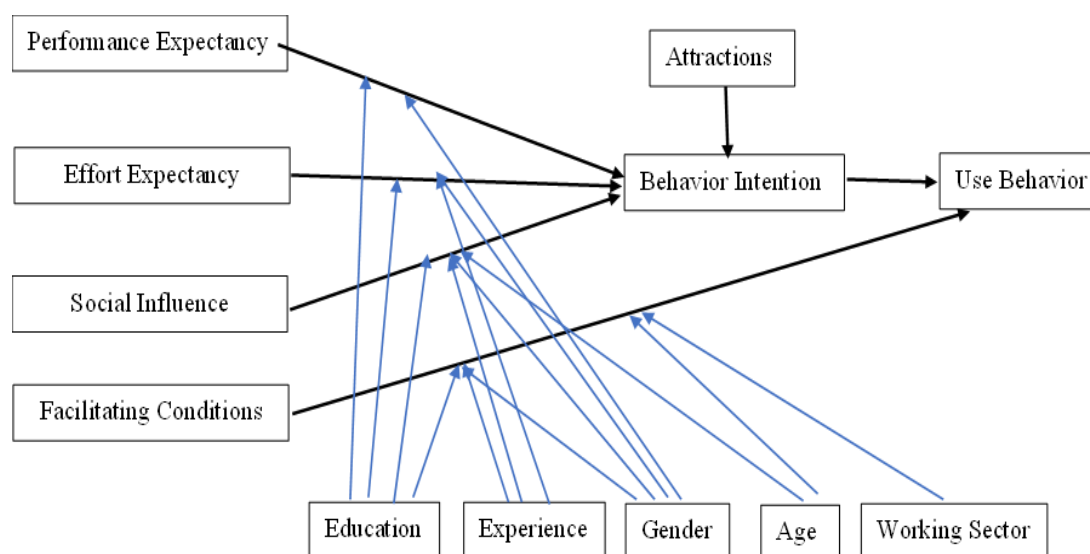 Performance Expectancy
Attractions
Effort Expectancy
Behavior Intention
Use Behavior
Social Influence
Facilitating Conditions
Education
Experience
Gender
Age
Working Sector